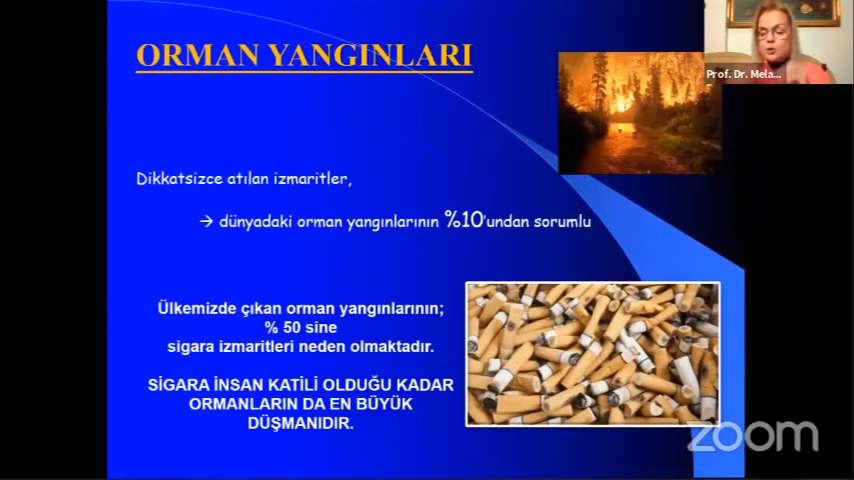 ORMAN YANGINLARI
Prof. Dr. Mela...
Dikkatsizce atılan izmaritler,
→ dünyadaki orman yangınlarının %10'undan sorumlu
Ülkemizde çıkan orman yangınlarının;
% 50 sine
sigara izmaritleri neden olmaktadır.
SİGARA İNSAN KATİLİ OLDUĞU KADAR
ORMANLARIN DA EN BÜYÜK
DÜŞMANIDIR.
zoom